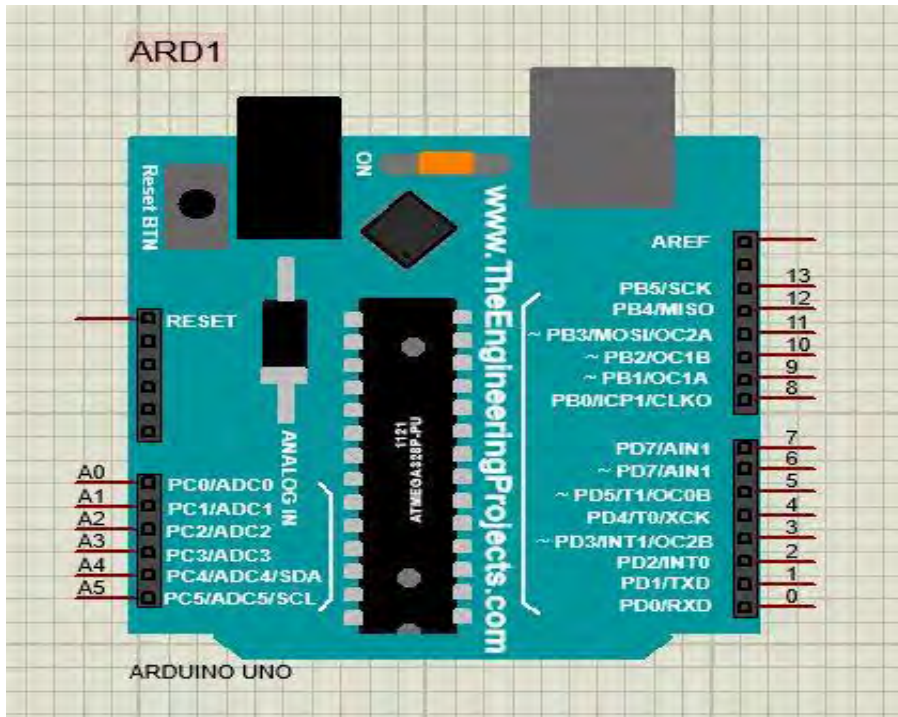 ARD1
ON
Reset BTN
www.TheEngineeringProjects.com
RESET
ANALOG IN
1121
ATMEGA328P-PU
A0 PC0/ADC0
A1 PC1/ADC1
A2 PC2/ADC2
A3 PC3/ADC3
A4 PC4/ADC4/SDA
A5 PC5/ADC5/SCL
AREF
PB5/SCK 13
PB4/MISO 12
~ PB3/MOSI/OC2A 11
~ PB2/OC1B 10
~ PB1/OC1A 9
PB0/ICP1/CLKO 8
PD7/AIN1 7
~ PD7/AIN1 6
~ PD5/T1/OC0B 5
PD4/T0/XCK 4
~ PD3/INT1/OC2B 3
PD2/INT0 2
PD1/TXD 1
PD0/RXD 0
ARDUINO UNO